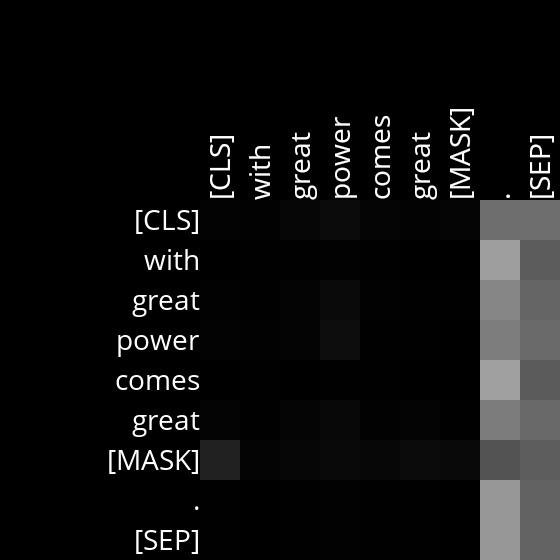 [CLS] with great power comes great [MASK] . [SEP]
[CLS]
with
great
power
comes
great
[MASK]
.
[SEP]